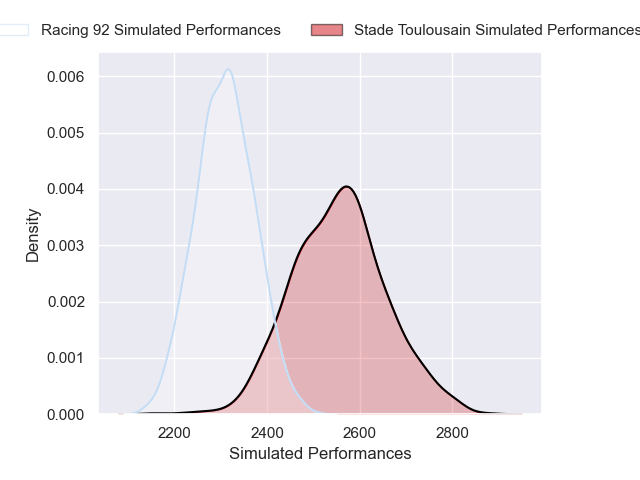 Racing 92 Simulated Performances
Stade Toulousain Simulated Performances
0.006
0.005
0.004
0.003
0.002
0.001
0.000
Density
2200 2400 2600 2800
Simulated Performances